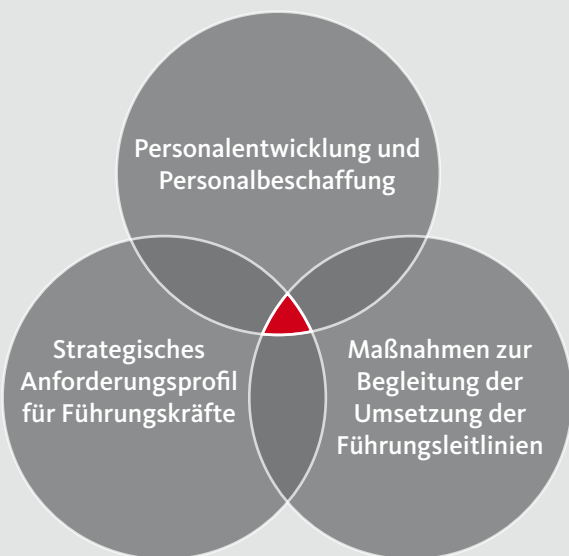 Personalentwicklung und
Personalbeschaffung
Strategisches
Anforderungsprofil
für Führungskräfte
Maßnahmen zur
Begleitung der
Umsetzung der
Führungsleitlinien